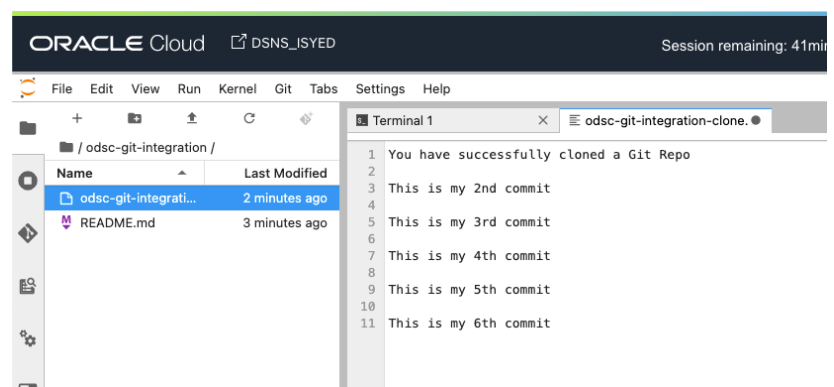 ORACLE Cloud DSNS_ISYED Session remaining: 41min
File Edit View Run Kernel Git Tabs Settings Help
/ odsc-git-integration /
Name Last Modified
odsc-git-integrati... 2 minutes ago
README.md 3 minutes ago
Terminal 1 odsc-git-integration-clone.
1 You have successfully cloned a Git Repo
2
3 This is my 2nd commit
4
5 This is my 3rd commit
6
7 This is my 4th commit
8
9 This is my 5th commit
10
11 This is my 6th commit